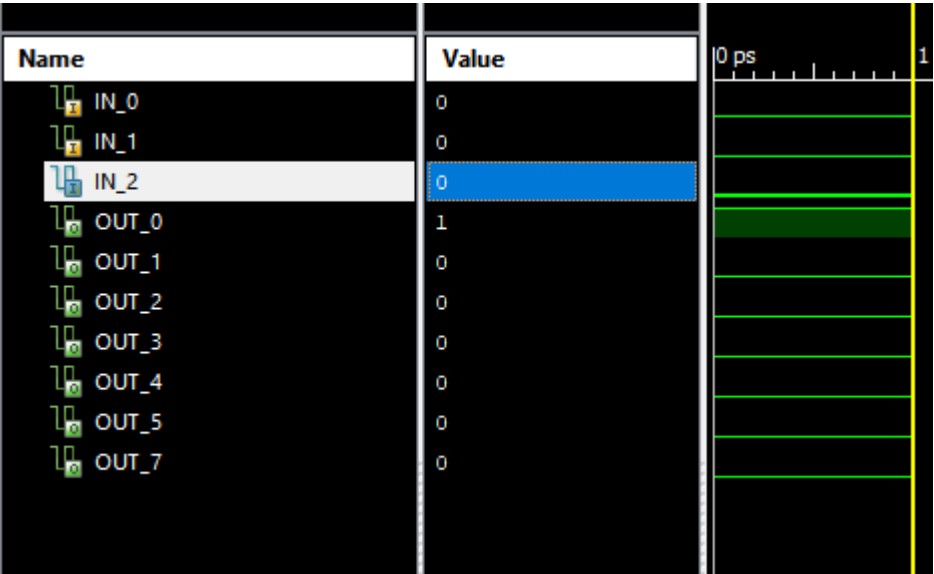 Name Value 0 ps 1
IN_0 0
IN_1 0
IN_2 0
OUT_0 1
OUT_1 0
OUT_2 0
OUT_3 0
OUT_4 0
OUT_5 0
OUT_7 0